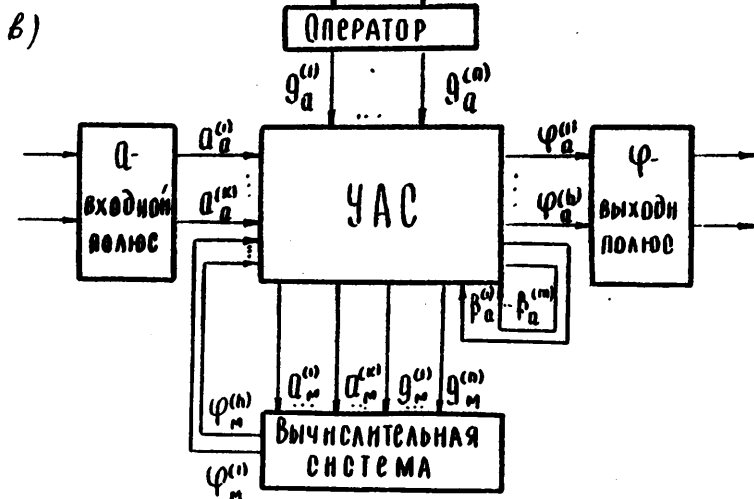 в)
ОПЕРАТОР
g_a^(1) ... g_a^(n)
a-
ВХОДНОЙ
ПОЛЮС
a_a^(1)
a_a^(k)
УАС
φ_a^(1)
φ_a^(h)
φ-
ВЫХОДН
ПОЛЮС
β_a^(1) ... β_a^(m)
a_м^(1) ... a_м^(k) g_м^(1) ... g_м^(n)
φ_м^(h)
φ_м^(1)
ВЫЧИСЛИТЕЛЬНАЯ
СИСТЕМА